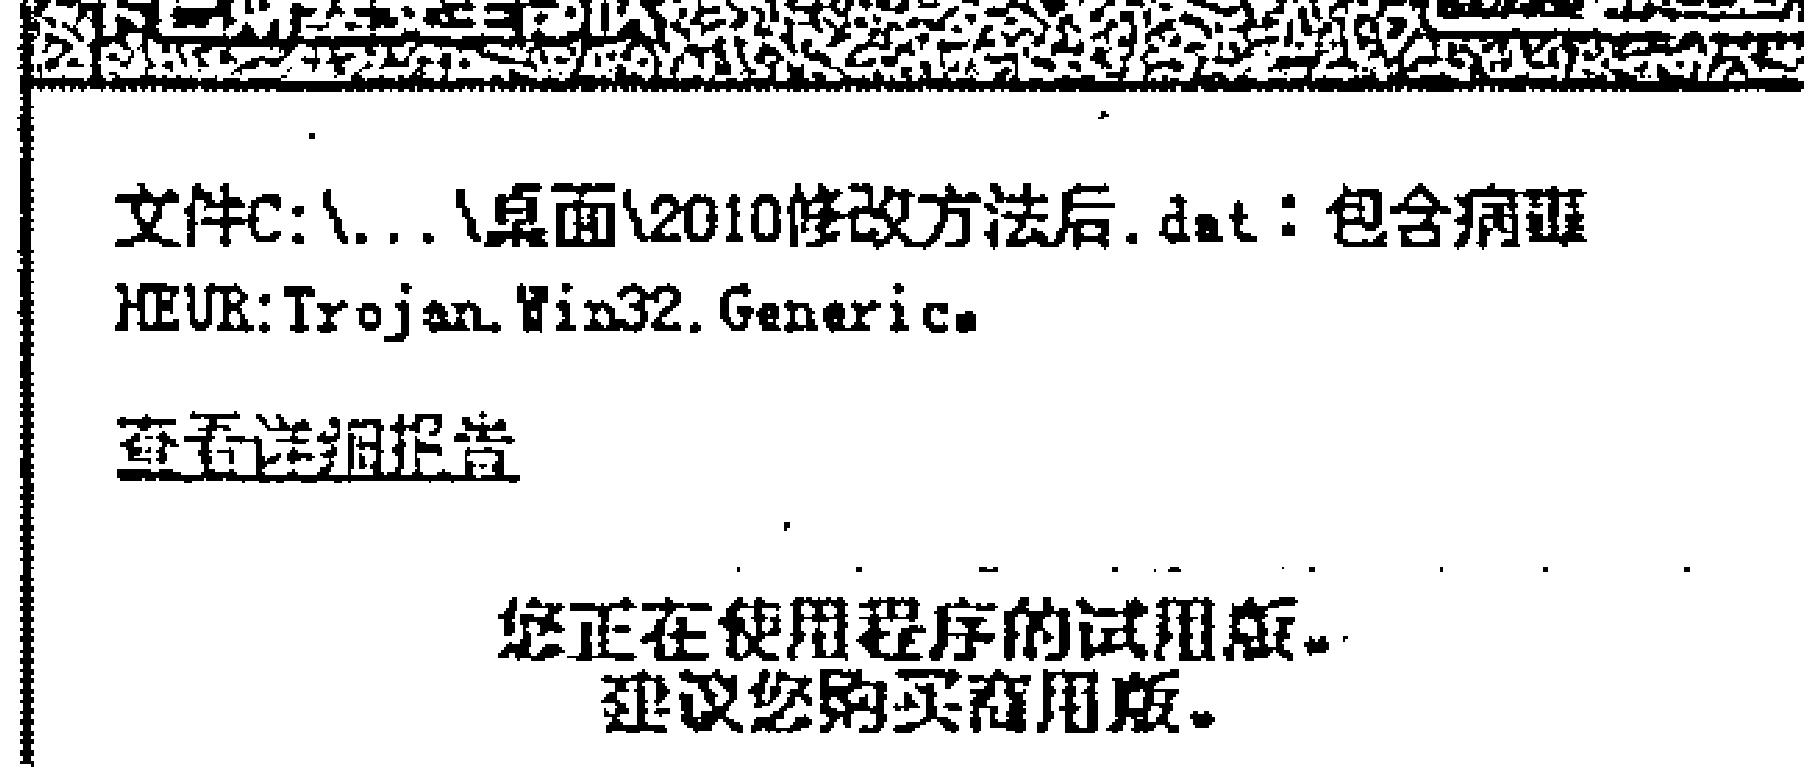 文件C:\...\桌面\2010修改方法后.dat：包含病毒
HEUR:Trojan.Win32.Generic。
查看详细报告
您正在使用程序的试用版。
建议您购买商用版。